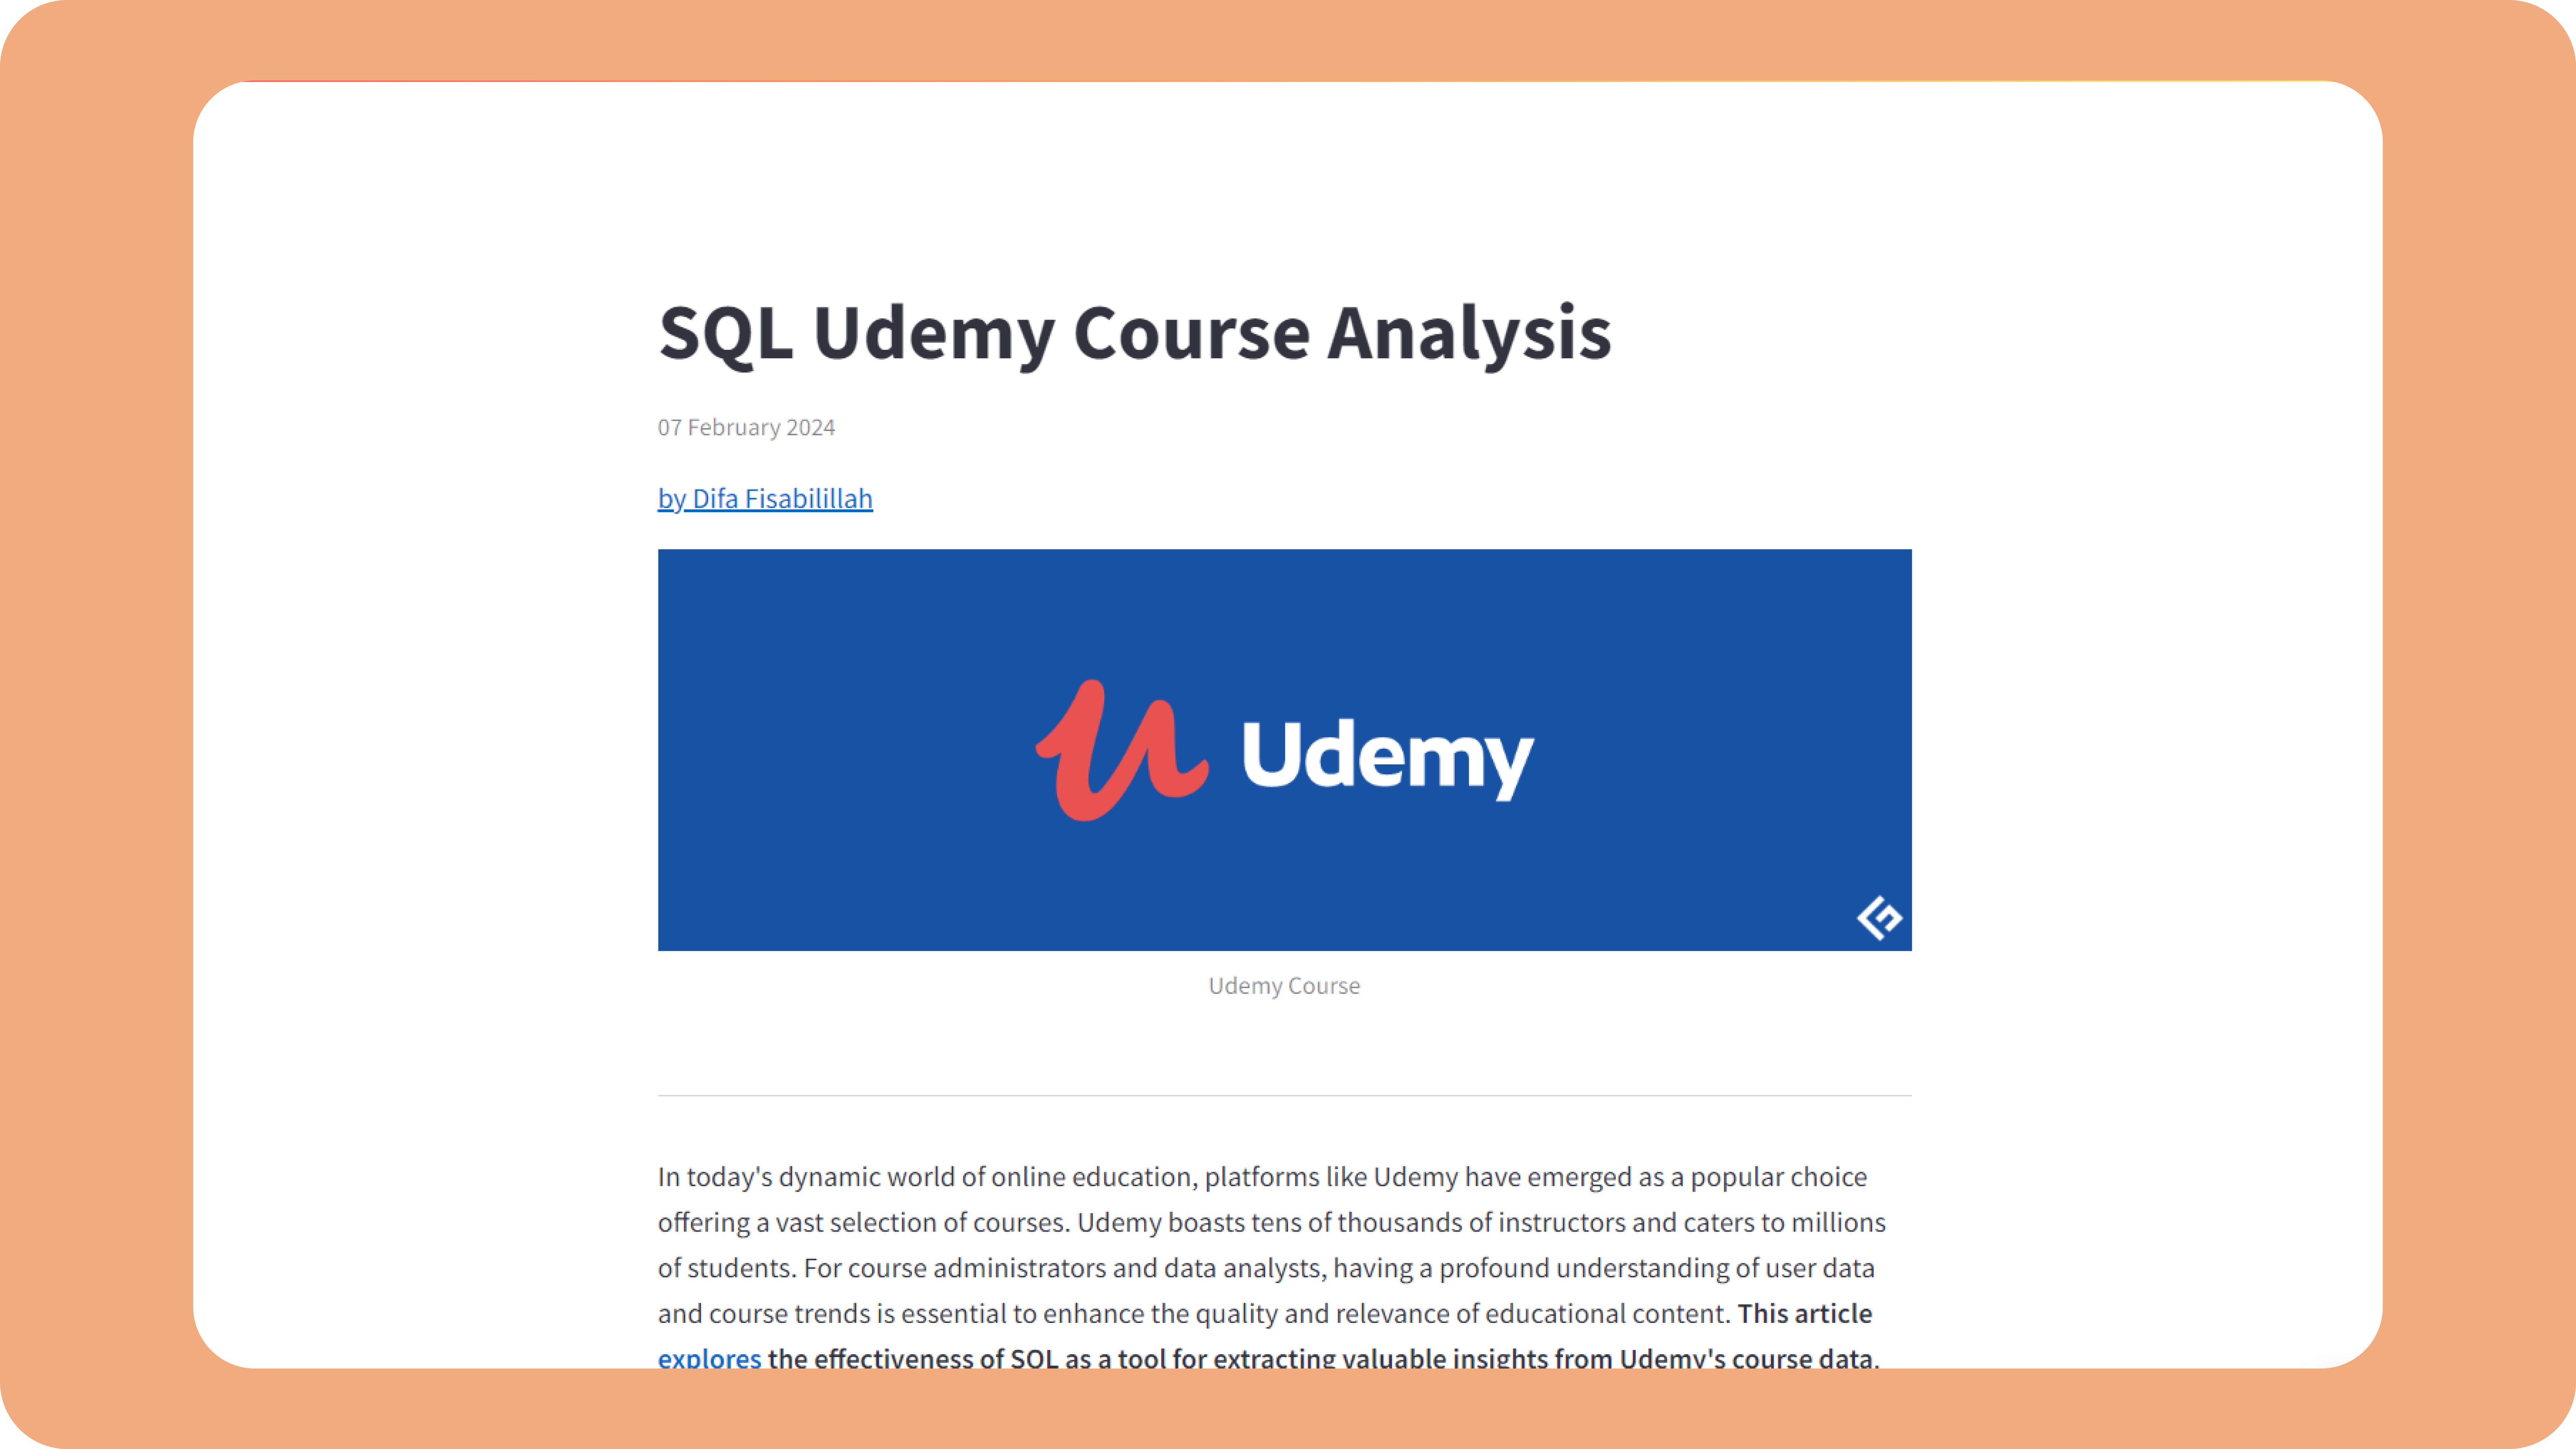 SQL Udemy Course Analysis
07 February 2024
by Difa Fisabilillah
Udemy
Udemy Course
In today's dynamic world of online education, platforms like Udemy have emerged as a popular choice
offering a vast selection of courses. Udemy boasts tens of thousands of instructors and caters to millions
of students. For course administrators and data analysts, having a profound understanding of user data
and course trends is essential to enhance the quality and relevance of educational content. This article
explores the effectiveness of SQL as a tool for extracting valuable insights from Udemy's course data.